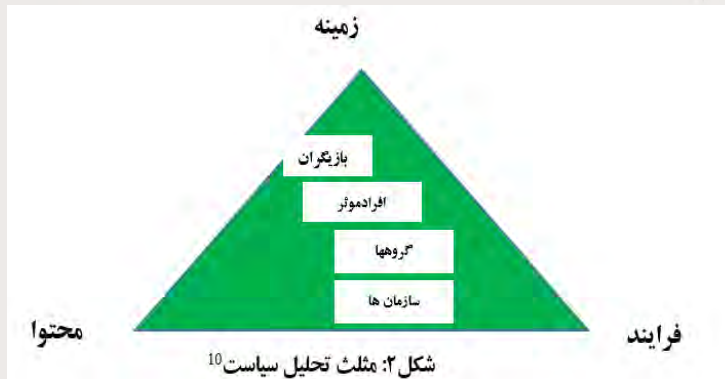 زمینه
بازیگران
افرادموثر
گروهها
سازمان ها
فرایند
محتوا
شکل۲: مثلث تحلیل سیاست10